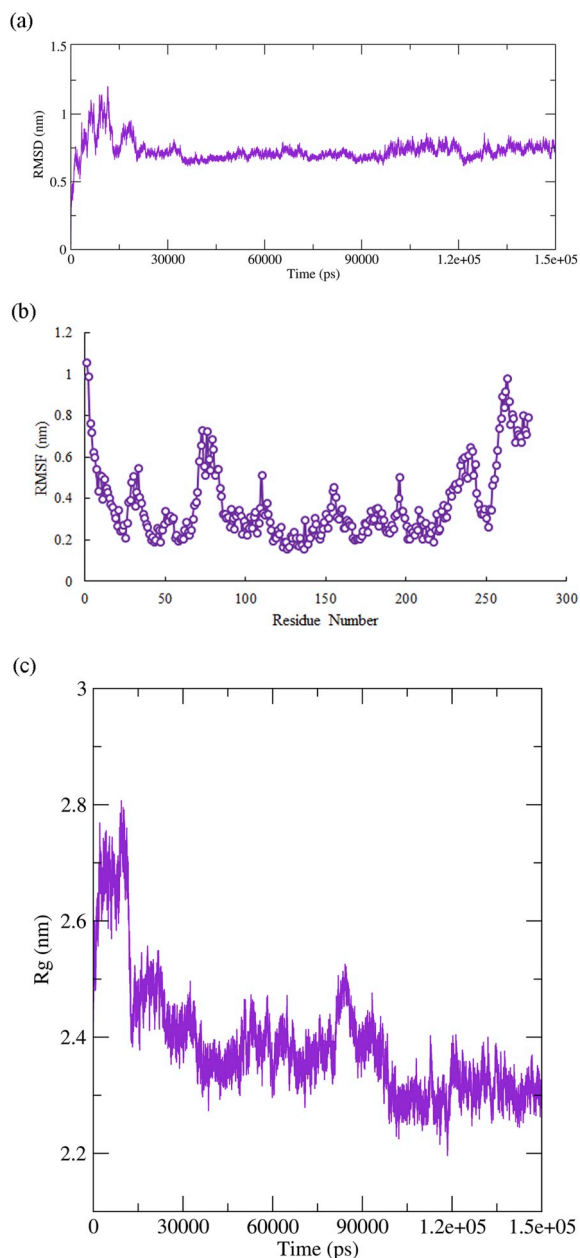 (a)
1.5
1
0.5
0
RMSD (nm)
0 30000 60000 90000 1.2e+05 1.5e+05
Time (ps)
(b)
1.2
1
0.8
0.6
0.4
0.2
0
RMSF (nm)
0 50 100 150 200 250 300
Residue Number
(c)
3
2.8
2.6
2.4
2.2
Rg (nm)
0 30000 60000 90000 1.2e+05 1.5e+05
Time (ps)